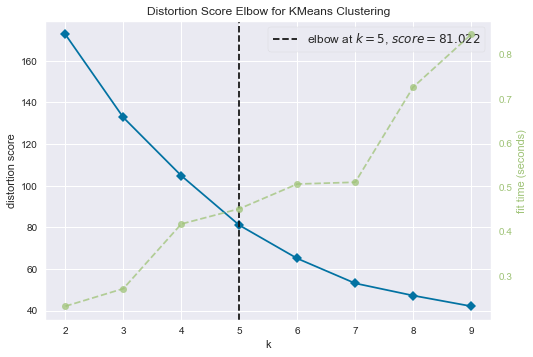 Distortion Score Elbow for KMeans Clustering
elbow at k = 5, score = 81.022
distortion score
160
140
120
100
80
60
40
0.8
0.7
0.6
0.5
0.4
0.3
fit time (seconds)
2 3 4 5 6 7 8 9
k